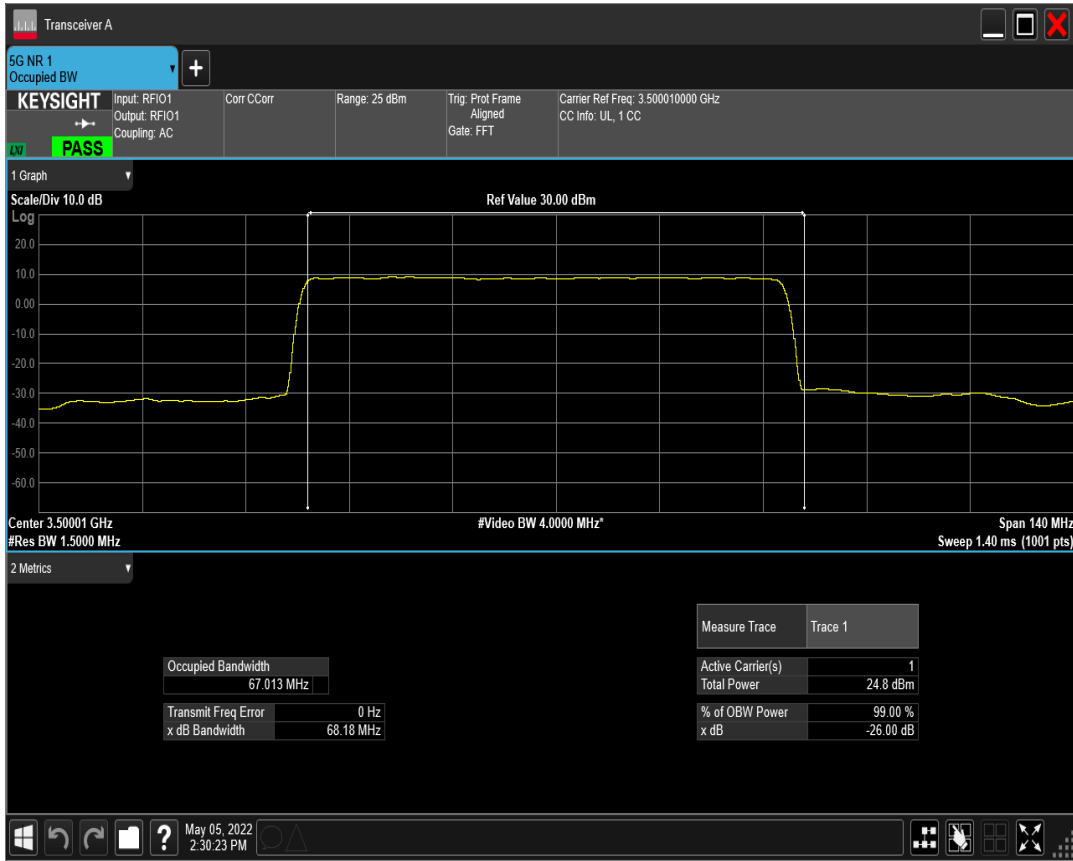 Transceiver A
5G NR 1
Occupied BW
KEYSIGHT
LXI
PASS
Input: RFIO1
Output: RFIO1
Coupling: AC
Corr CCorr
Range: 25 dBm
Trig: Prot Frame
Aligned
Gate: FFT
Carrier Ref Freq: 3.500010000 GHz
CC Info: UL, 1 CC
1 Graph
Scale/Div 10.0 dB
Ref Value 30.00 dBm
Log
20.0
10.0
0.00
-10.0
-20.0
-30.0
-40.0
-50.0
-60.0
Center 3.50001 GHz
#Video BW 4.0000 MHz*
Span 140 MHz
#Res BW 1.5000 MHz
Sweep 1.40 ms (1001 pts)
2 Metrics
Measure Trace Trace 1
Occupied Bandwidth
67.013 MHz
Active Carrier(s) 1
Total Power 24.8 dBm
Transmit Freq Error 0 Hz
x dB Bandwidth 68.18 MHz
% of OBW Power 99.00 %
x dB -26.00 dB
?
May 05, 2022
2:30:23 PM